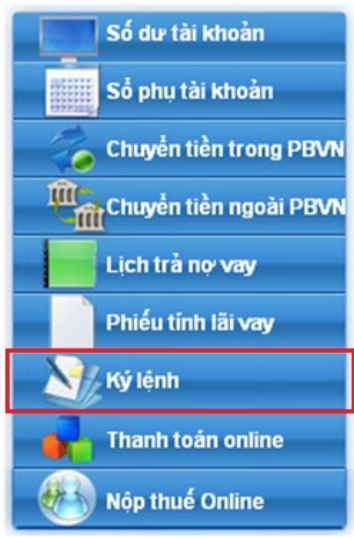 Số dư tài khoản
Sổ phụ tài khoản
Chuyển tiền trong PBVN
Chuyển tiền ngoài PBVN
Lịch trả nợ vay
Phiếu tính lãi vay
Ký lệnh
Thanh toán online
Nộp thuế Online